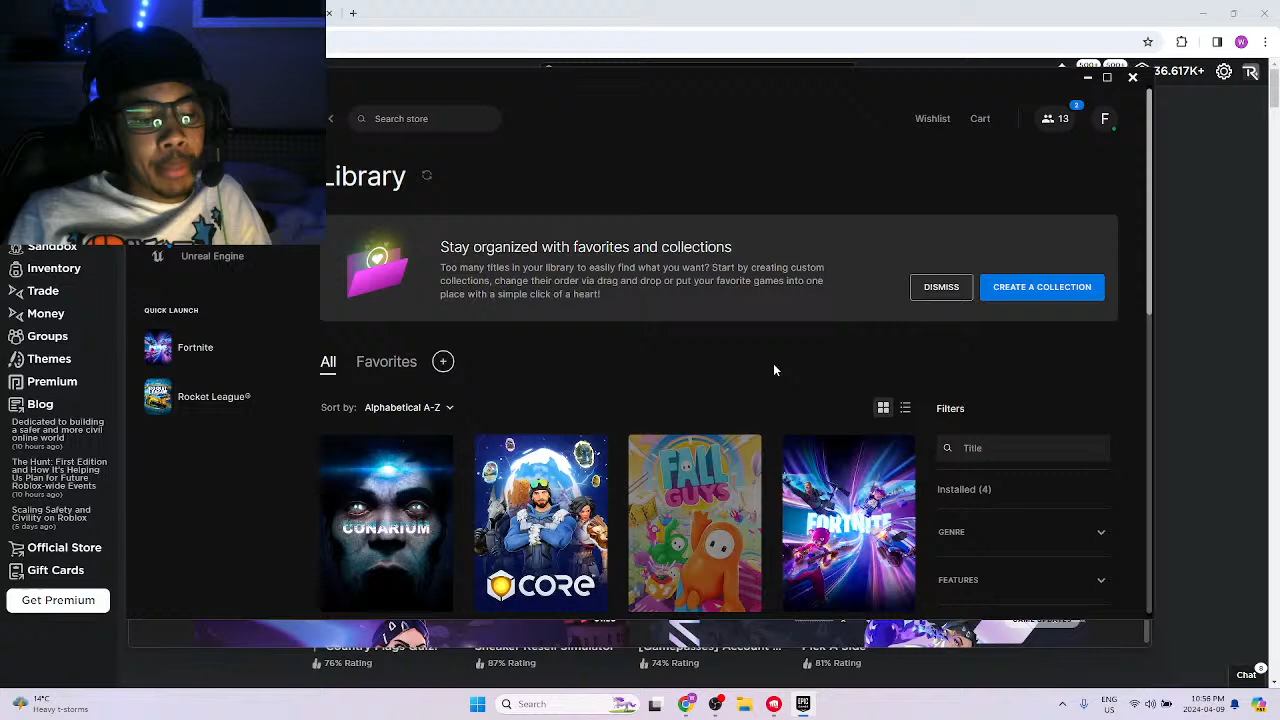 36.617K+
Search store
Wishlist
Cart
2
13
F
Library
Stay organized with favorites and collections
Too many titles in your library to easily find what you want? Start by creating custom
collections, change their order via drag and drop or put your favorite games into one
place with a simple click of a heart!
DISMISS
CREATE A COLLECTION
Sandbox
Inventory
Trade
Money
Groups
Themes
Premium
Blog
Dedicated to building
a safer and more civil
online world
(10 hours ago)
The Hunt: First Edition
and How It's Helping
Us Plan for Future
Roblox-wide Events
(10 hours ago)
Scaling Safety and
Civility on Roblox
(5 days ago)
Official Store
Gift Cards
Get Premium
Unreal Engine
QUICK LAUNCH
Fortnite
Rocket League®
All
Favorites
Sort by: Alphabetical A-Z
Filters
Title
Installed (4)
GENRE
FEATURES
CONARIUM
CORE
FALL
GUYS
FORTNITE
76% Rating
87% Rating
74% Rating
81% Rating
Chat
8
14°C
Heavy t-storms
Search
EPIC
ENG
US
10:56 PM
2024-04-09